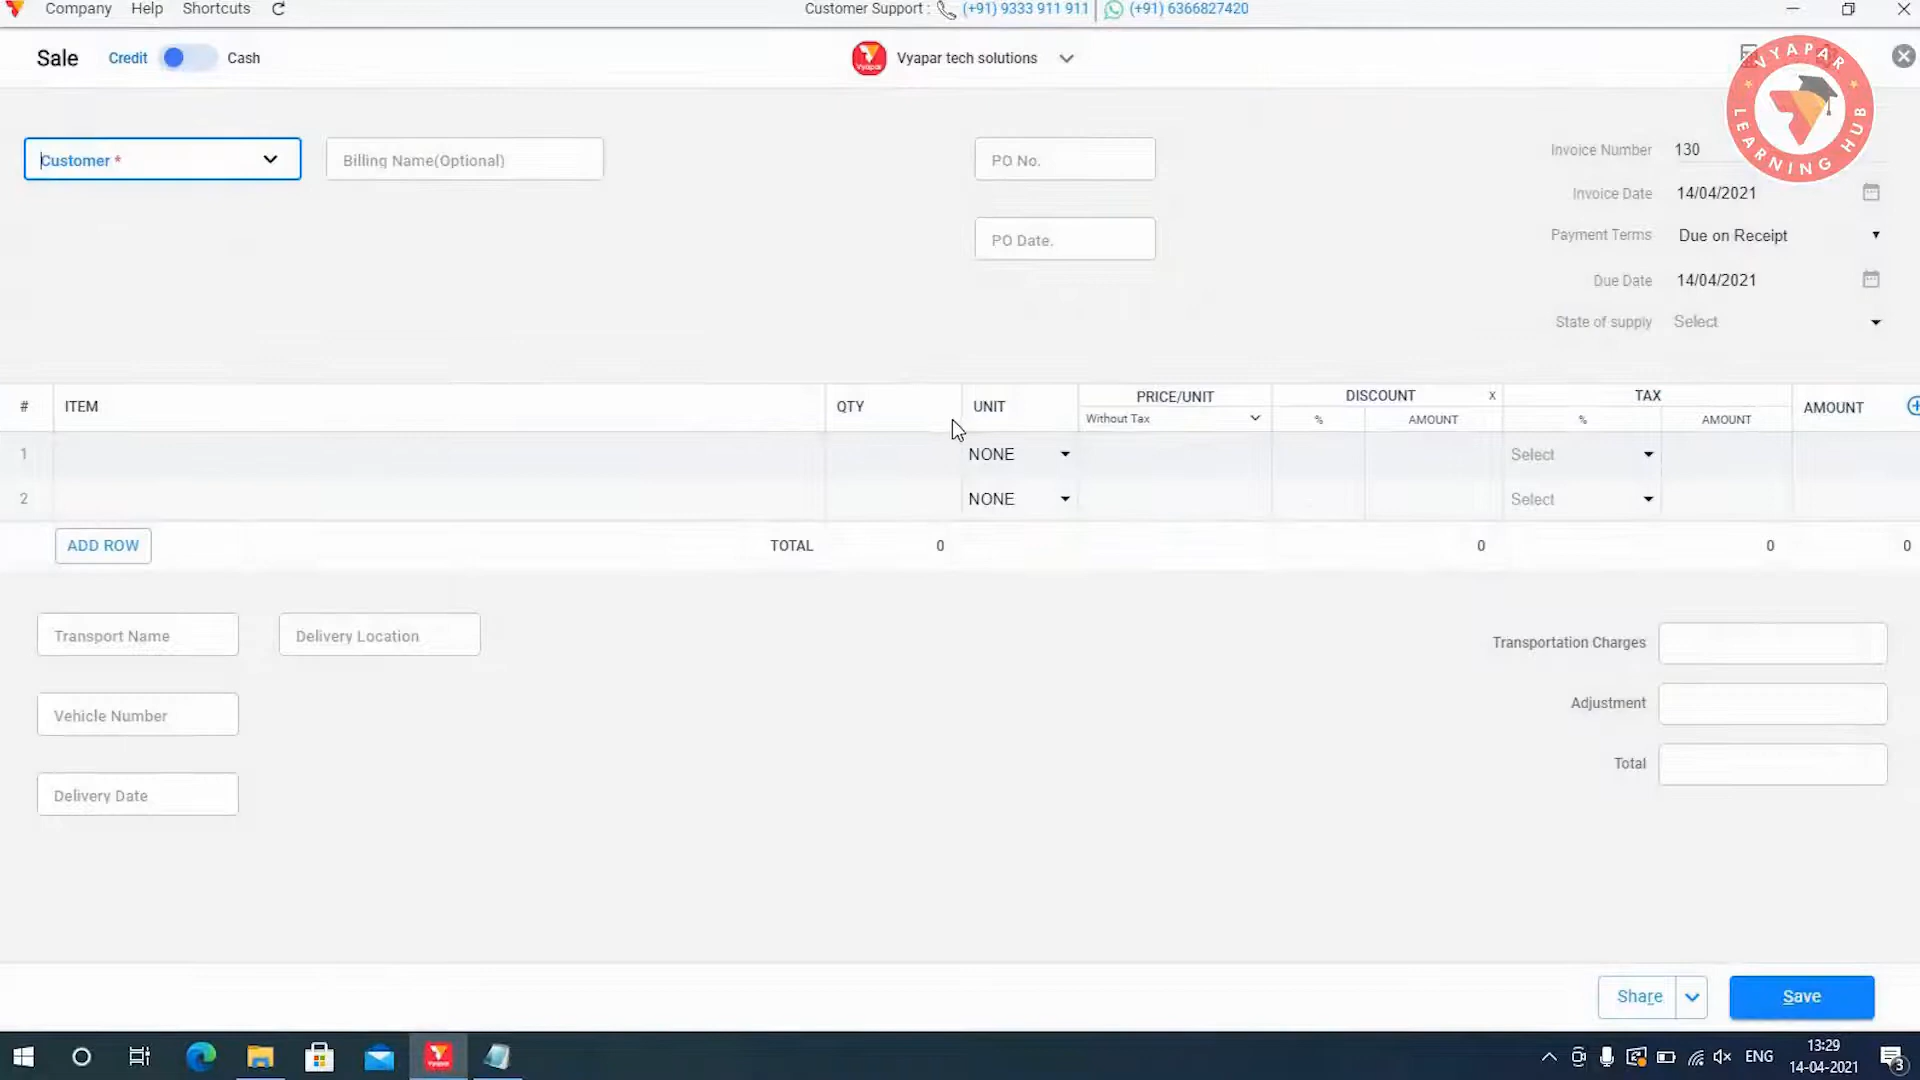 Company Help Shortcuts
Customer Support : (+91) 9333 911 911 | (+91) 6366827420
Sale Credit Cash
Vyapar
Vyapar tech solutions
VYAPAR LEARNING HUB
Customer *
Billing Name(Optional)
PO No.
PO Date.
Invoice Number 130
Invoice Date 14/04/2021
Payment Terms Due on Receipt
Due Date 14/04/2021
State of supply Select
# ITEM QTY UNIT PRICE/UNIT DISCOUNT x TAX AMOUNT
Without Tax % AMOUNT % AMOUNT
1 NONE Select
2 NONE Select
ADD ROW TOTAL 0 0 0 0
Transport Name
Delivery Location
Vehicle Number
Delivery Date
Transportation Charges
Adjustment
Total
Share
Save
Vyapar
ENG
13:29
14-04-2021
3